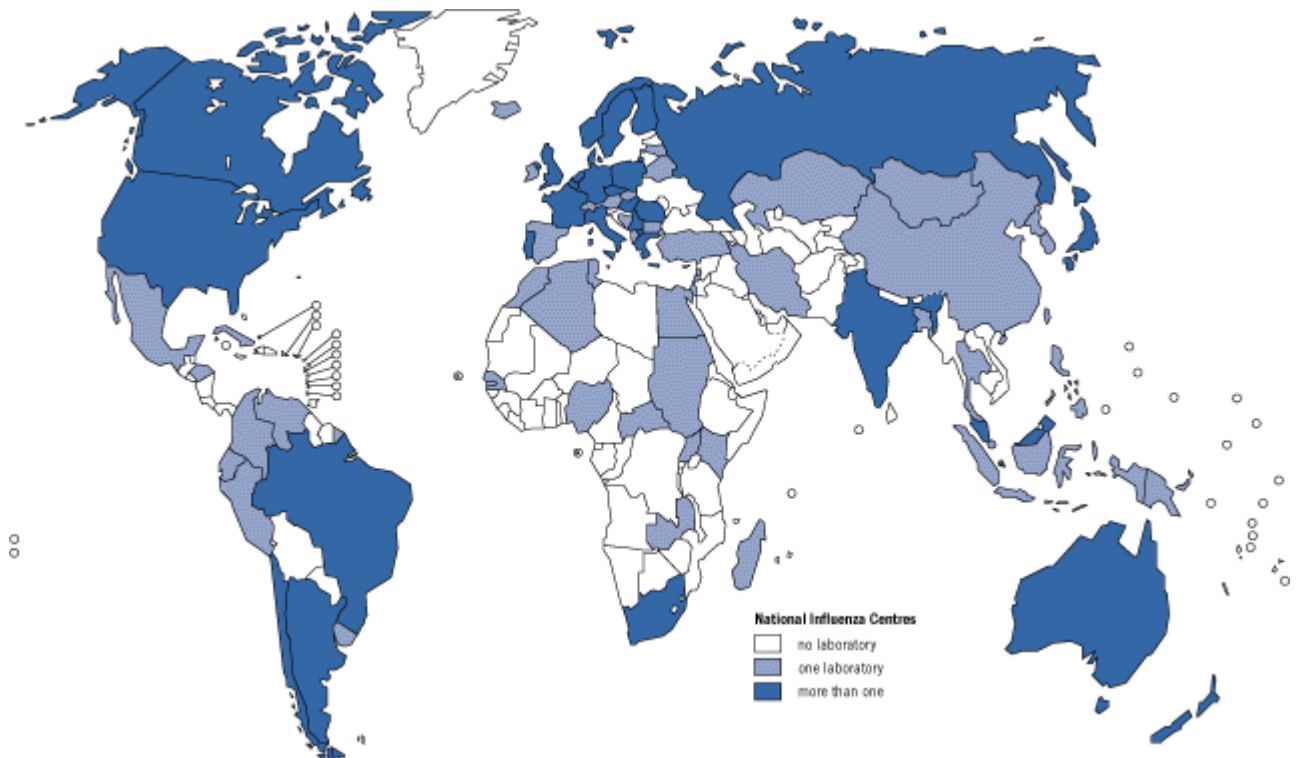 National Influenza Centres
no laboratory
one laboratory
more than one